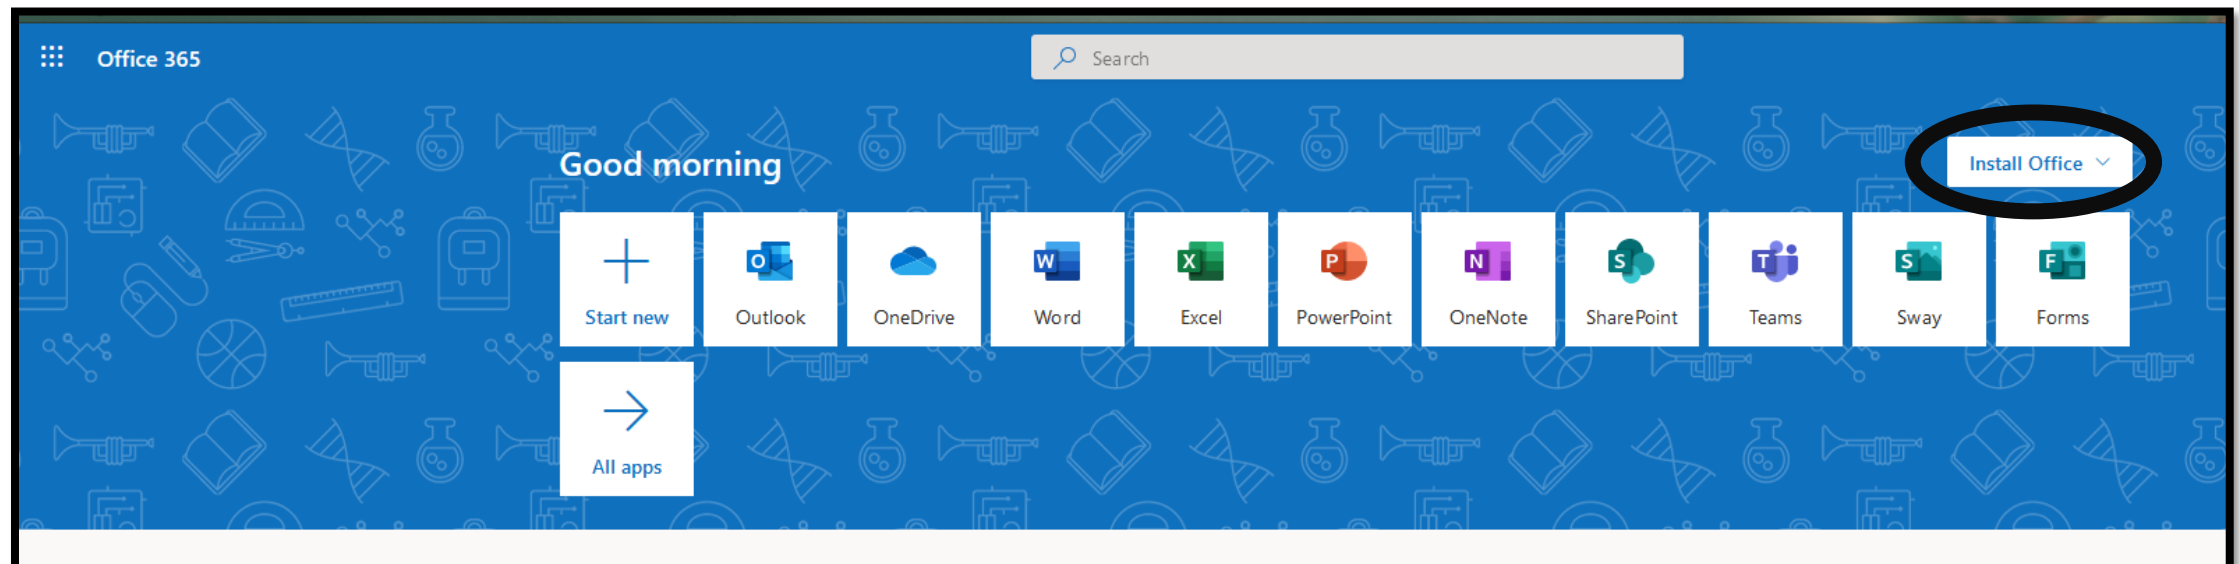 Office 365
Search
Good morning
Install Office
O
W
X
P
N
S
T
S
F
Start new
Outlook
OneDrive
Word
Excel
PowerPoint
OneNote
SharePoint
Teams
Sway
Forms
All apps